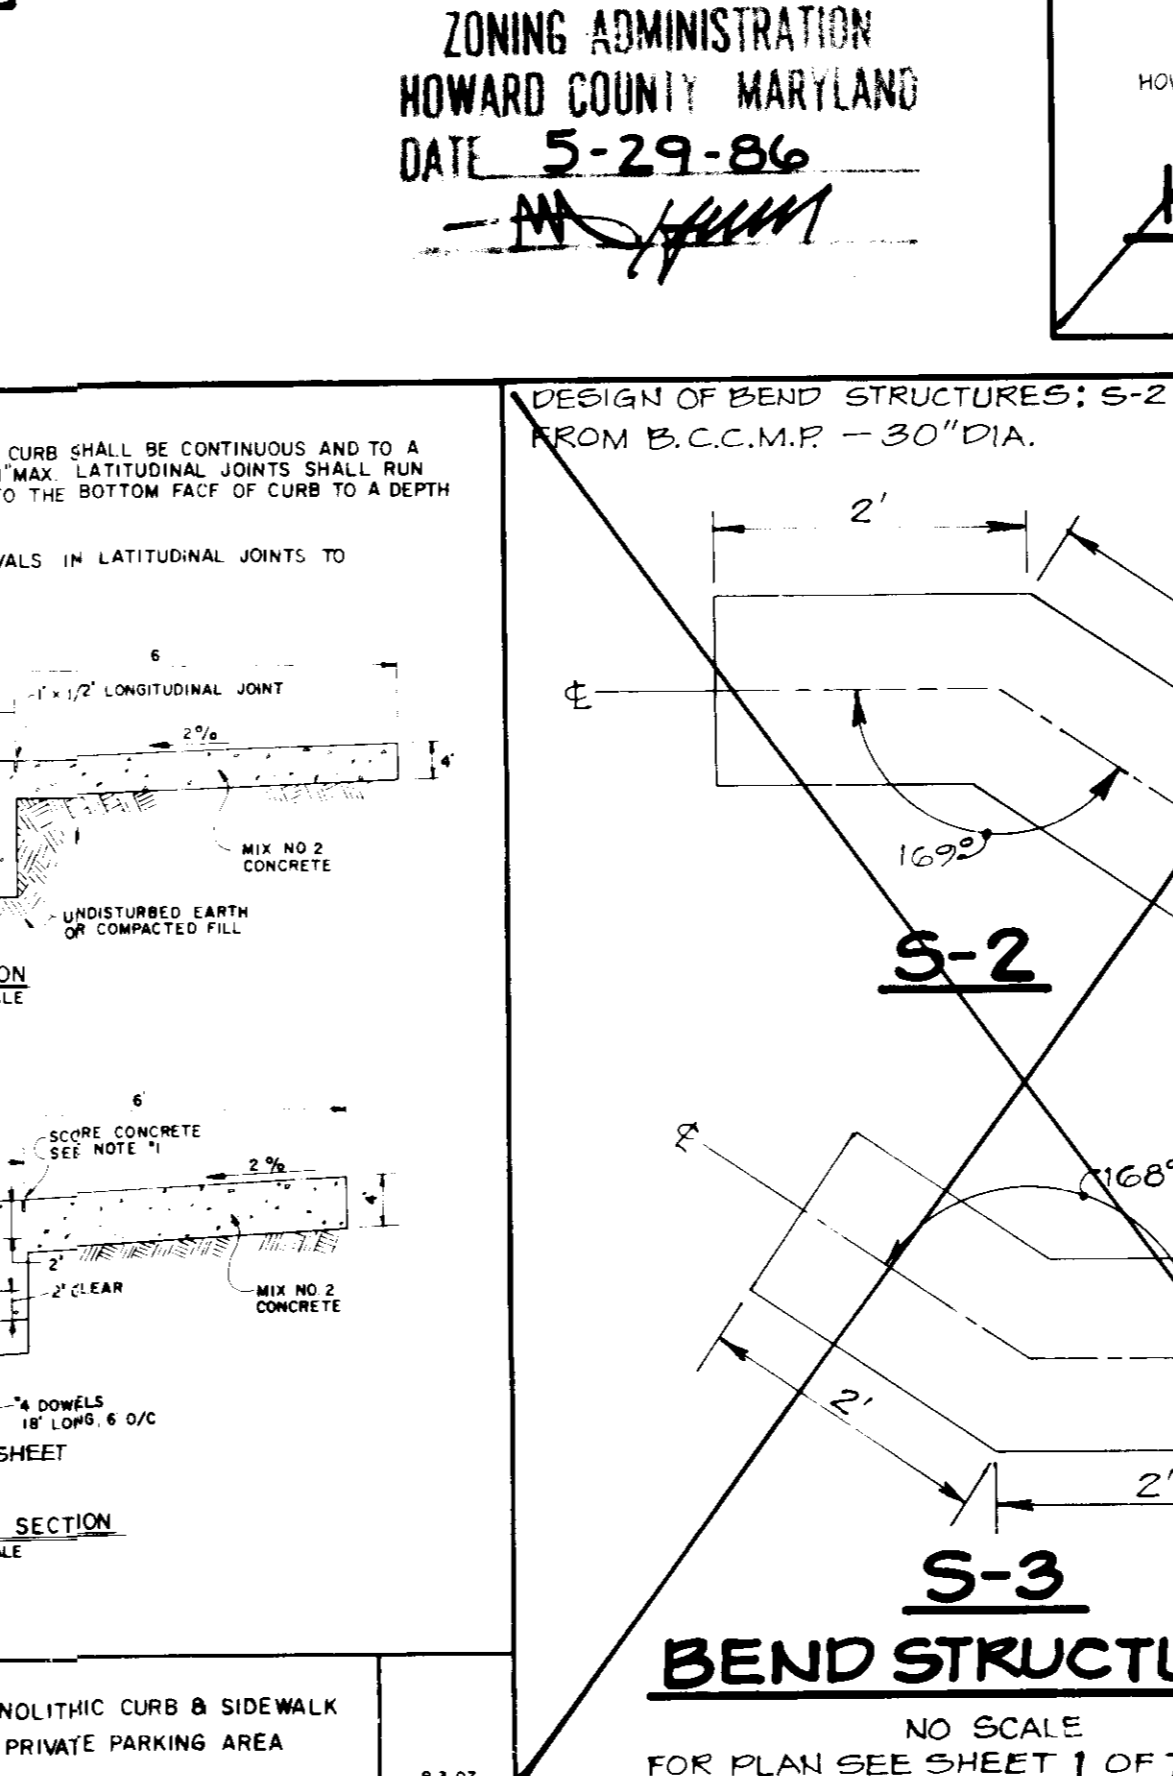 ZONING ADMINISTRATION
HOWARD COUNTY MARYLAND
DATE 5-29-86
DESIGN OF BEND STRUCTURES: S-2
FROM B.C.C.M.P. - 30" DIA.
CURB SHALL BE CONTINUOUS AND TO A
1" MAX. LATITUDINAL JOINTS SHALL RUN
TO THE BOTTOM FACE OF CURB TO A DEPTH
IN LATITUDINAL JOINTS TO
6
1" x 1/2" LONGITUDINAL JOINT
2%
4"
MIX NO 2
CONCRETE
UNDISTURBED EARTH
OR COMPACTED FILL
2'
℄
169°
S-2
6'
SCORE CONCRETE
SEE NOTE #1
2%
4"
2"
2" CLEAR
MIX NO. 2
CONCRETE
#4 DOWELS
18" LONG, 6 O/C
SHEET
SECTION
℄
168°
2'
2'
S-3
BEND
NO SCALE
FOR PLAN SEE SHEET 1 OF
CURB & SIDEWALK
PRIVATE PARKING AREA